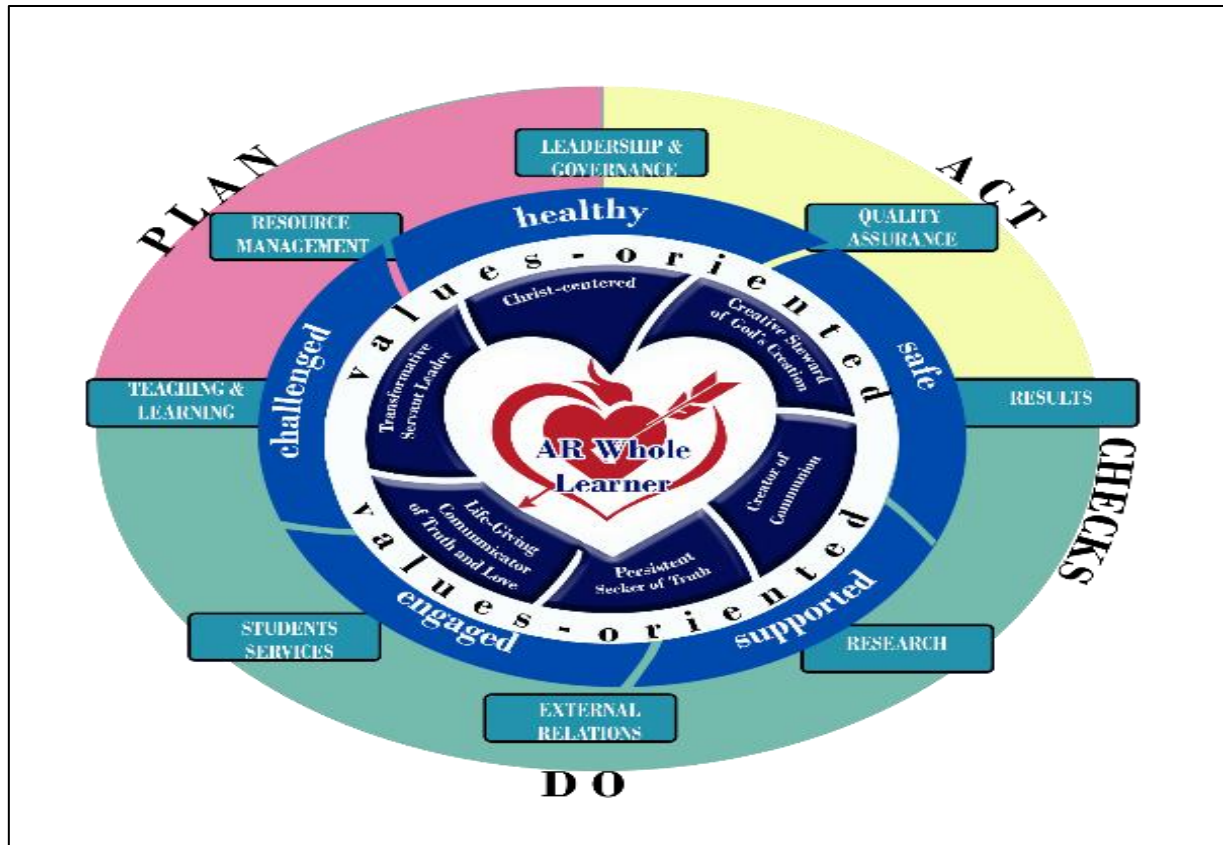 PLAN
ACT
CHECKS
DO
LEADERSHIP &
GOVERNANCE
RESOURCE
MANAGEMENT
QUALITY
ASSURANCE
TEACHING &
LEARNING
RESULTS
STUDENTS
SERVICES
RESEARCH
EXTERNAL
RELATIONS
healthy
safe
supported
engaged
challenged
values-oriented
values-oriented
Christ-centered
Creative Steward
of God's Creation
Creator of
Communion
Persistent
Seeker of Truth
Life-Giving
Communicator
of Truth and Love
Transformative
Servant Leader
AR Whole
Learner